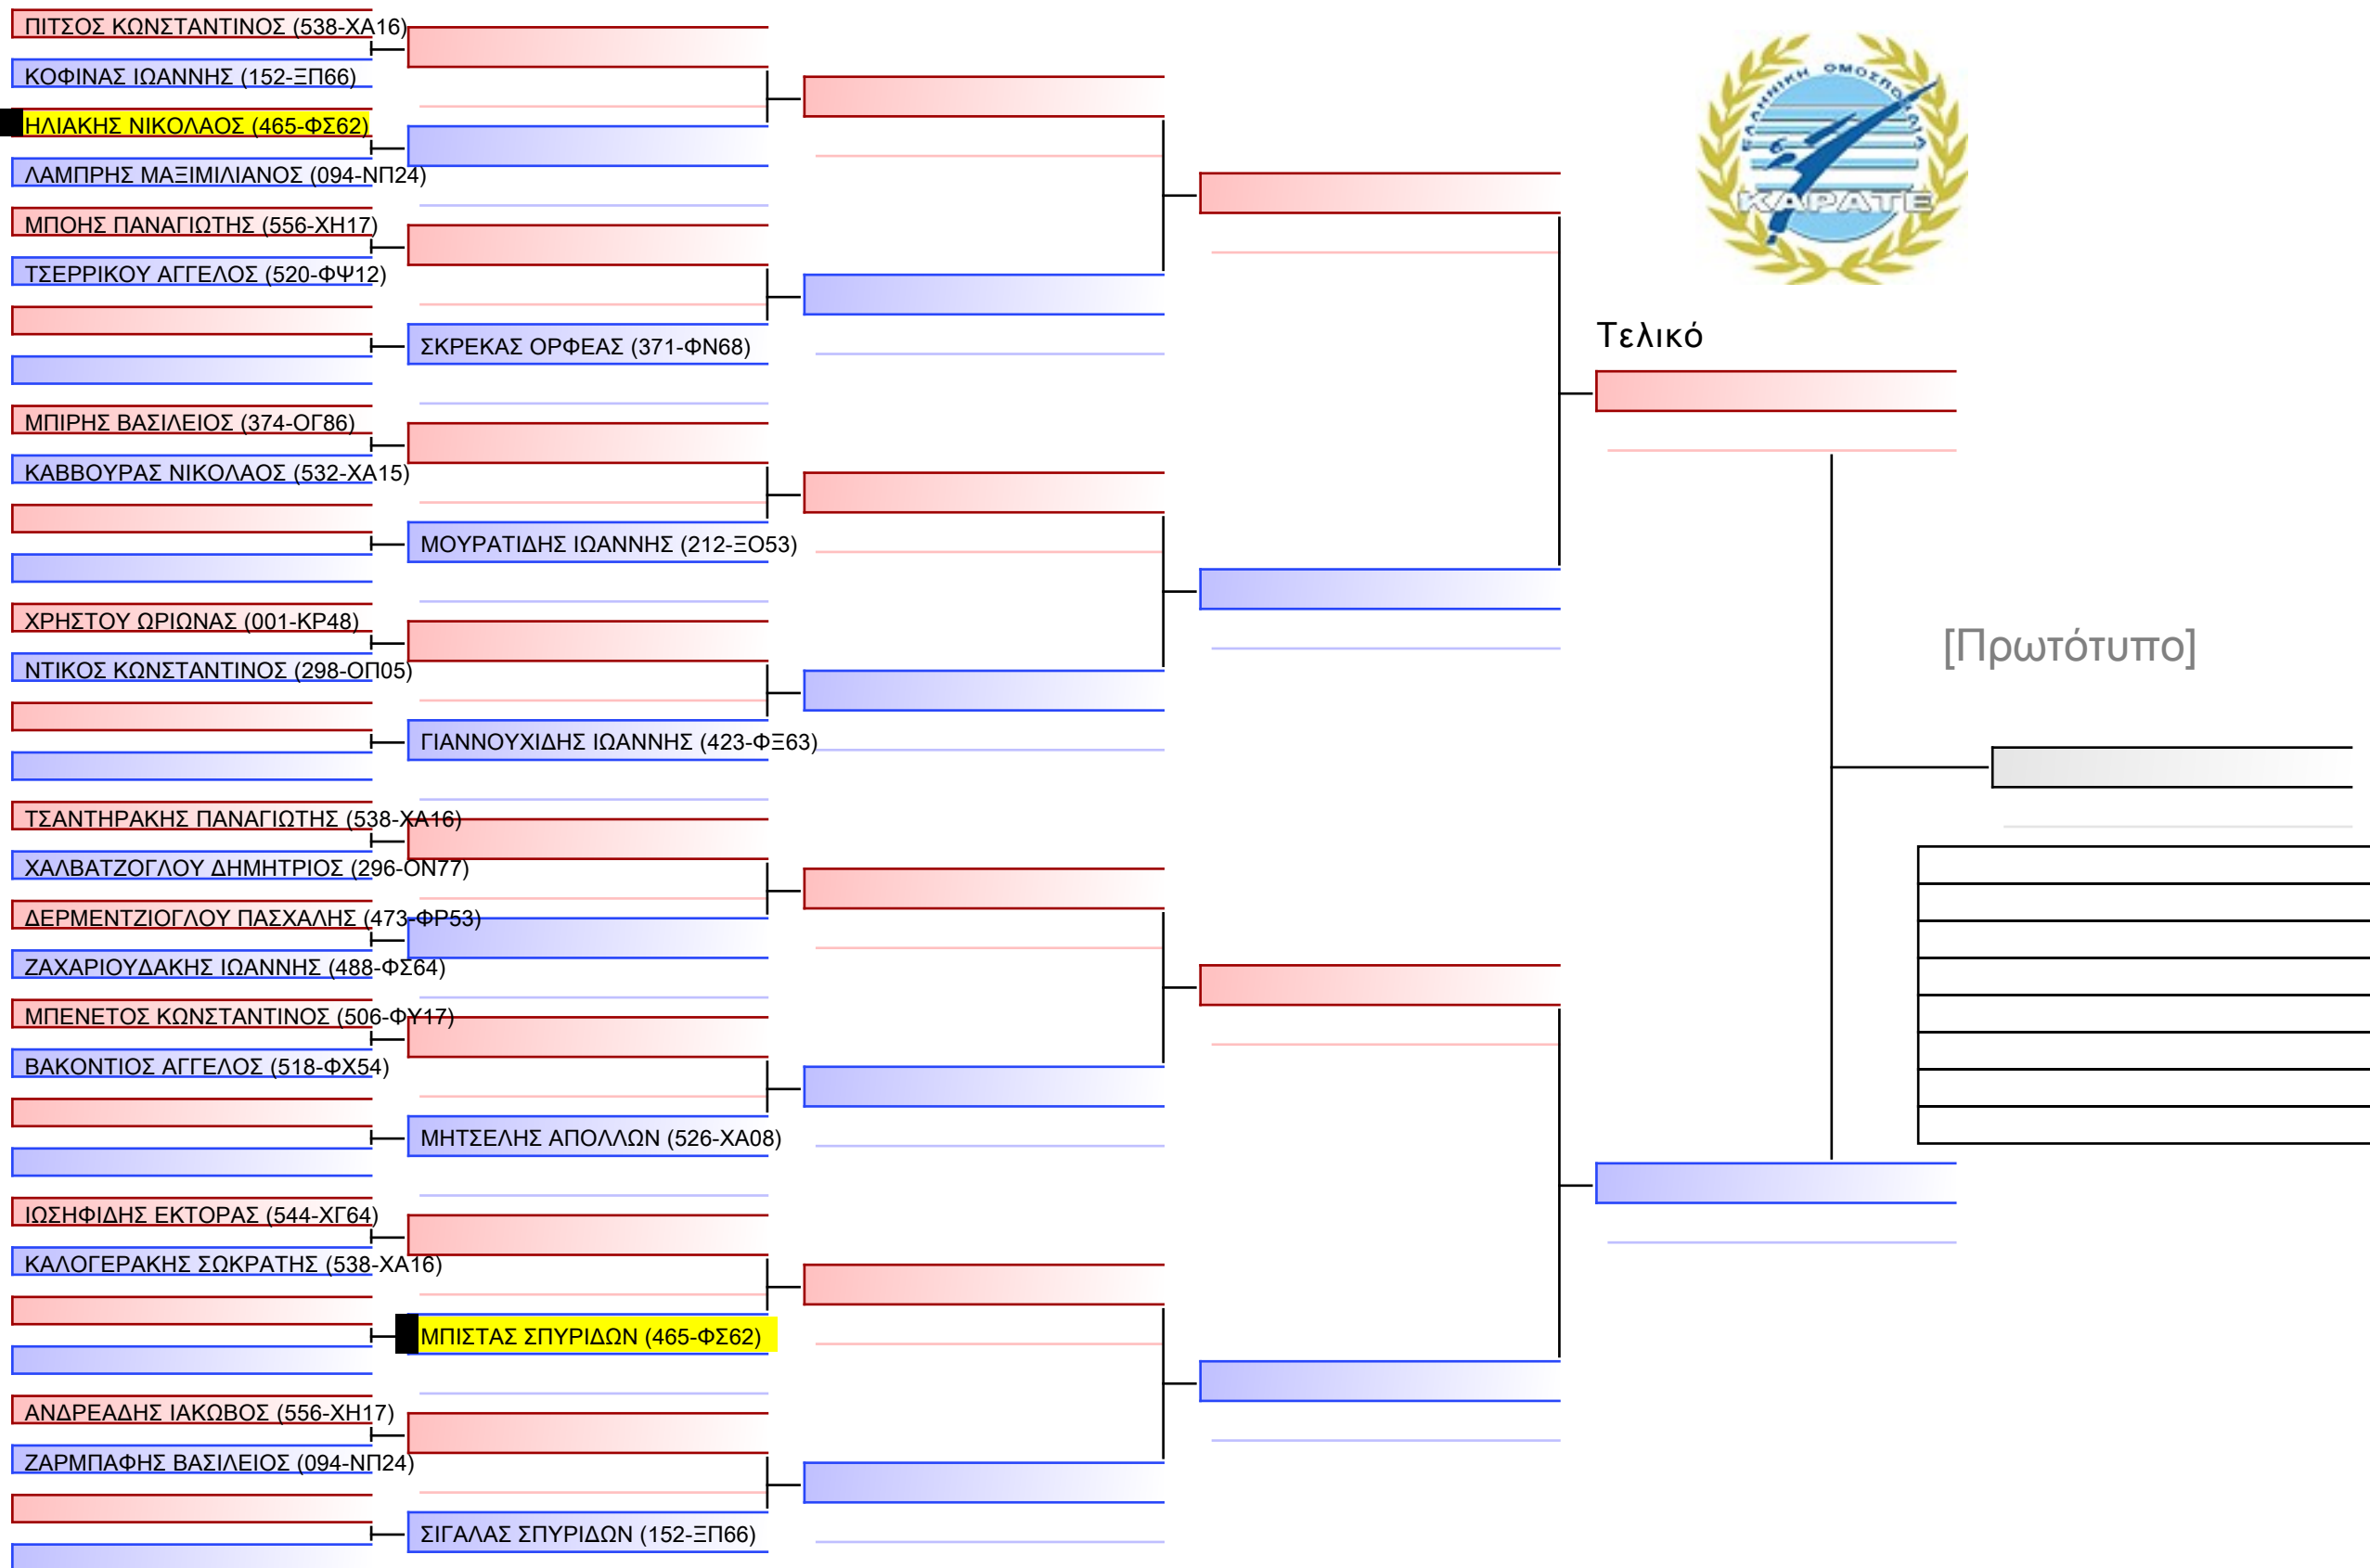 ΠΙΤΣΟΣ ΚΩΝΣΤΑΝΤΙΝΟΣ (538-ΧΑ16)
ΚΟΦΙΝΑΣ ΙΩΑΝΝΗΣ (152-ΞΠ66)
ΗΛΙΑΚΗΣ ΝΙΚΟΛΑΟΣ (465-ΦΣ62)
ΛΑΜΠΡΗΣ ΜΑΞΙΜΙΛΙΑΝΟΣ (094-ΝΠ24)
ΜΠΟΗΣ ΠΑΝΑΓΙΩΤΗΣ (556-ΧΗ17)
ΤΣΕΡΡΙΚΟΥ ΑΓΓΕΛΟΣ (520-ΦΨ12)
ΜΠΙΡΗΣ ΒΑΣΙΛΕΙΟΣ (374-ΟΓ86)
ΚΑΒΒΟΥΡΑΣ ΝΙΚΟΛΑΟΣ (532-ΧΑ15)
ΧΡΗΣΤΟΥ ΩΡΙΩΝΑΣ (001-ΚΡ48)
ΝΤΙΚΟΣ ΚΩΝΣΤΑΝΤΙΝΟΣ (298-ΟΠ05)
ΤΣΑΝΤΗΡΑΚΗΣ ΠΑΝΑΓΙΩΤΗΣ (538-ΧΑ16)
ΧΑΛΒΑΤΖΟΓΛΟΥ ΔΗΜΗΤΡΙΟΣ (296-ΟΝ77)
ΔΕΡΜΕΝΤΖΙΟΓΛΟΥ ΠΑΣΧΑΛΗΣ (473-ΦΡ53)
ΖΑΧΑΡΙΟΥΔΑΚΗΣ ΙΩΑΝΝΗΣ (488-ΦΣ64)
ΜΠΕΝΕΤΟΣ ΚΩΝΣΤΑΝΤΙΝΟΣ (506-ΦΥ17)
ΒΑΚΟΝΤΙΟΣ ΑΓΓΕΛΟΣ (518-ΦΧ54)
ΙΩΣΗΦΙΔΗΣ ΕΚΤΟΡΑΣ (544-ΧΓ64)
ΚΑΛΟΓΕΡΑΚΗΣ ΣΩΚΡΑΤΗΣ (538-ΧΑ16)
ΑΝΔΡΕΑΔΗΣ ΙΑΚΩΒΟΣ (556-ΧΗ17)
ΖΑΡΜΠΑΦΗΣ ΒΑΣΙΛΕΙΟΣ (094-ΝΠ24)
ΣΚΡΕΚΑΣ ΟΡΦΕΑΣ (371-ΦΝ68)
ΜΟΥΡΑΤΙΔΗΣ ΙΩΑΝΝΗΣ (212-ΞΟ53)
ΓΙΑΝΝΟΥΧΙΔΗΣ ΙΩΑΝΝΗΣ (423-ΦΞ63)
ΜΗΤΣΕΛΗΣ ΑΠΟΛΛΩΝ (526-ΧΑ08)
ΜΠΙΣΤΑΣ ΣΠΥΡΙΔΩΝ (465-ΦΣ62)
ΣΙΓΑΛΑΣ ΣΠΥΡΙΔΩΝ (152-ΞΠ66)
ΕΛΛΗΝΙΚΗ ΟΜΟΣΠΟΝΔΙΑ
ΚΑΡΑΤΕ
Τελικό
[Πρωτότυπο]